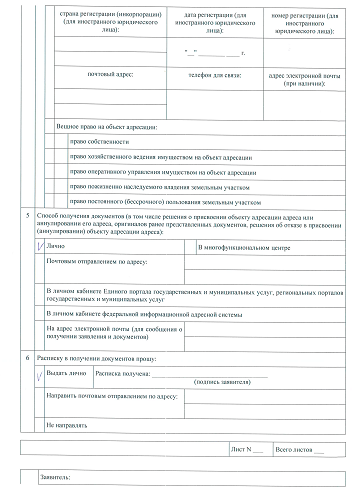 страна регистрации (инкорпорации)
(для иностранного юридического
лица):
дата регистрации (для
иностранного юридического
лица):
номер регистрации (для
иностранного юридического
лица):
"__" ____________ г.
почтовый адрес:
телефон для связи:
адрес электронной почты
(при наличии):
Вещное право на объект адресации:
право собственности
право хозяйственного ведения имуществом на объект адресации
право оперативного управления имуществом на объект адресации
право пожизненно наследуемого владения земельным участком
право постоянного (бессрочного) пользования земельным участком
5 Способ получения документов (в том числе решения о присвоении объекту адресации адреса или
аннулировании его адреса, оригиналов ранее представленных документов, решения об отказе в присвоении
(аннулировании) объекту адресации адреса):
V Лично
В многофункциональном центре
Почтовым отправлением по адресу:
В личном кабинете Единого портала государственных и муниципальных услуг, региональных порталов
государственных и муниципальных услуг
В личном кабинете федеральной информационной адресной системы
На адрес электронной почты (для сообщения о
получении заявления и документов)
6 Расписку в получении документов прошу:
V Выдать лично
Расписка получена: ______________________________
(подпись заявителя)
Направить почтовым отправлением по адресу:
Не направлять
Лист N ___
Всего листов ___
Заявитель: